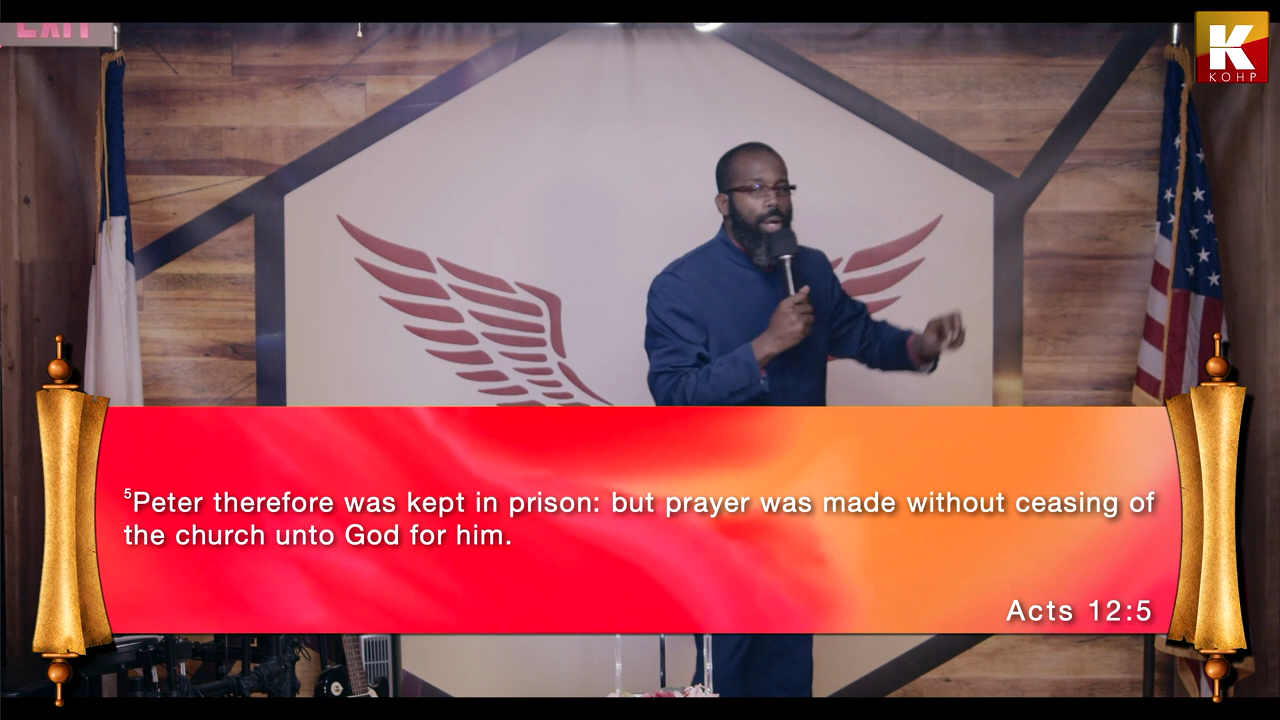 EXIT
K
KOHP
⁵Peter therefore was kept in prison: but prayer was made without ceasing of
the church unto God for him.
Acts 12:5